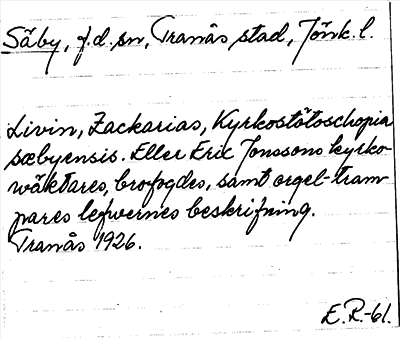 Säby, f.d. sn, Tranås stad, Jönk. l.
Livin, Zackarias, Kyrkostötoschopia
sæbyensis. Eller Eric Jonssons kyrko-
wäktares, brofogdes, samt orgel-tram-
pares lefwernes beskrifning.
Tranås 1926.
E.R.-61.